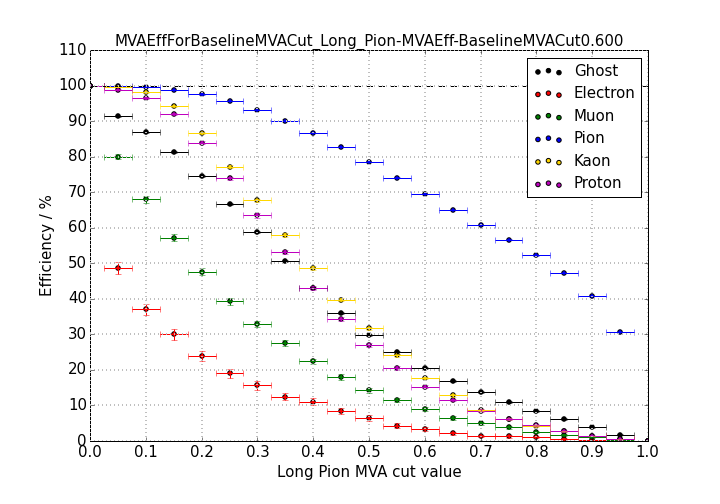 MVAEffForBaselineMVACut_Long_Pion-MVAEff-BaselineMVACut0.600
110
100
90
80
70
60
50
40
30
20
10
0
Efficiency / %
Ghost
Electron
Muon
Pion
Kaon
Proton
0.0 0.1 0.2 0.3 0.4 0.5 0.6 0.7 0.8 0.9 1.0
Long Pion MVA cut value